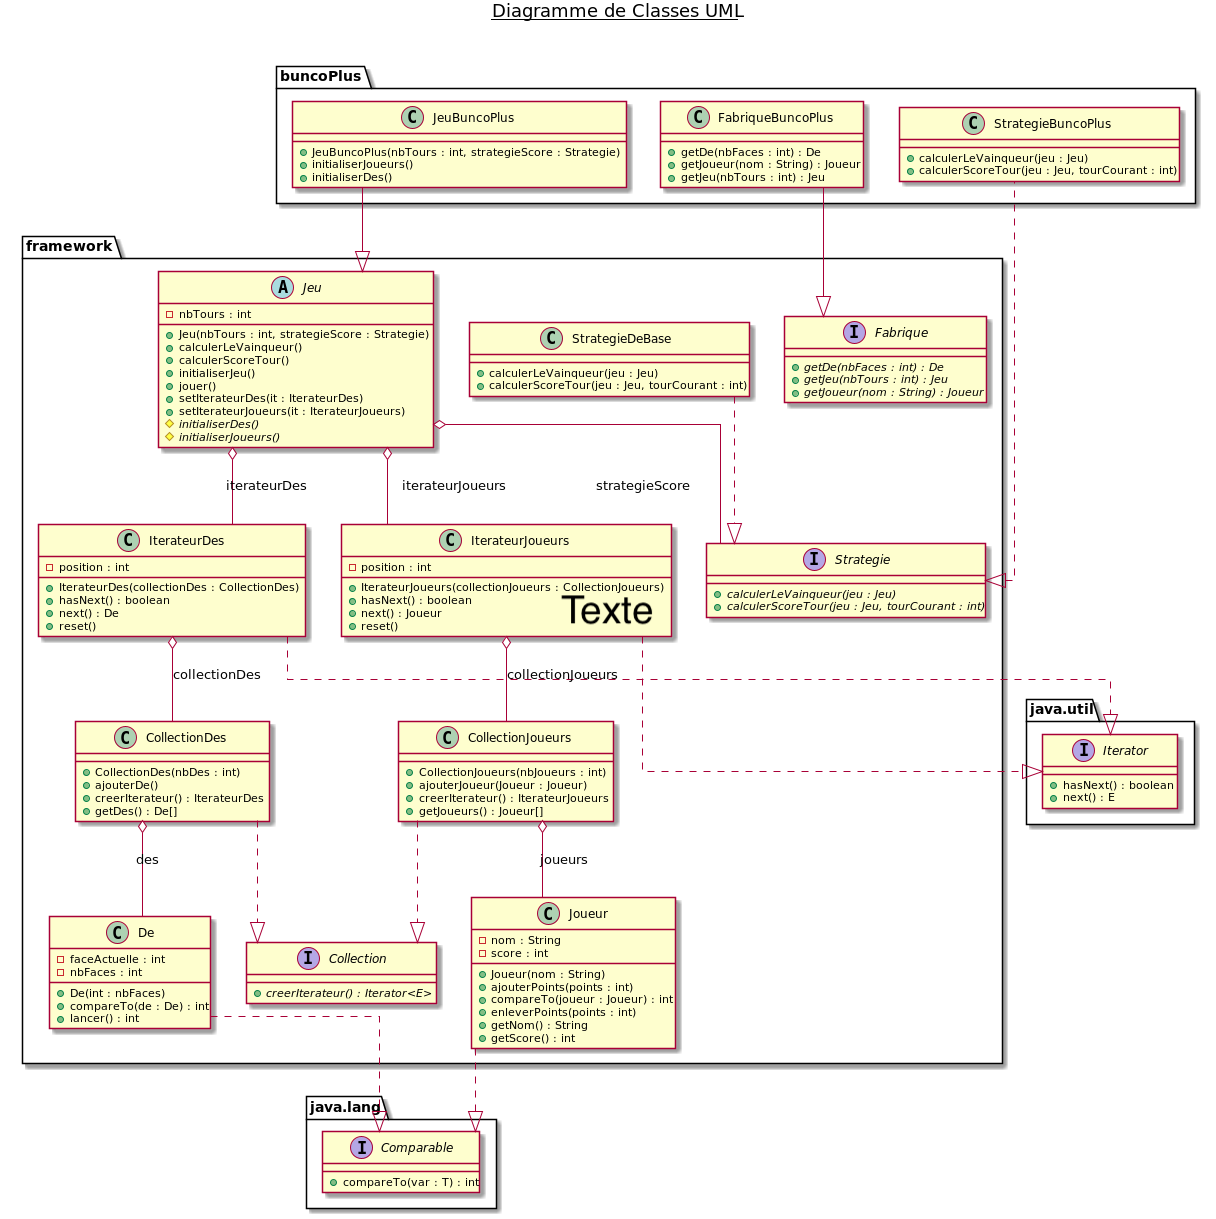 Diagramme de Classes UML
buncoPlus
C JeuBuncoPlus
JeuBuncoPlus(nbTours : int, strategieScore : Strategie)
initialiserJoueurs()
initialiserDes()
C FabriqueBuncoPlus
getDe(nbFaces : int) : De
getJoueur(nom : String) : Joueur
getJeu(nbTours : int) : Jeu
C StrategieBuncoPlus
calculerLeVainqueur(jeu : Jeu)
calculerScoreTour(jeu : Jeu, tourCourant : int)
framework
A Jeu
nbTours : int
Jeu(nbTours : int, strategieScore : Strategie)
calculerLeVainqueur()
calculerScoreTour()
initialiserJeu()
jouer()
setIterateurDes(it : IterateurDes)
setIterateurJoueurs(it : IterateurJoueurs)
initialiserDes()
initialiserJoueurs()
C StrategieDeBase
calculerLeVainqueur(jeu : Jeu)
calculerScoreTour(jeu : Jeu, tourCourant : int)
I Fabrique
getDe(nbFaces : int) : De
getJeu(nbTours : int) : Jeu
getJoueur(nom : String) : Joueur
iterateurDes
iterateurJoueurs
strategieScore
C IterateurDes
position : int
IterateurDes(collectionDes : CollectionDes)
hasNext() : boolean
next() : De
reset()
C IterateurJoueurs
position : int
IterateurJoueurs(collectionJoueurs : CollectionJoueurs)
hasNext() : boolean
next() : Joueur
reset()
Texte
I Strategie
calculerLeVainqueur(jeu : Jeu)
calculerScoreTour(jeu : Jeu, tourCourant : int)
collectionDes
collectionJoueurs
java.util
I Iterator
hasNext() : boolean
next() : E
C CollectionDes
CollectionDes(nbDes : int)
ajouterDe()
creerIterateur() : IterateurDes
getDes() : De[]
C CollectionJoueurs
CollectionJoueurs(nbJoueurs : int)
ajouterJoueur(Joueur : Joueur)
creerIterateur() : IterateurJoueurs
getJoueurs() : Joueur[]
des
joueurs
C De
faceActuelle : int
nbFaces : int
De(int : nbFaces)
compareTo(de : De) : int
lancer() : int
I Collection
creerIterateur() : Iterator<E>
C Joueur
nom : String
score : int
Joueur(nom : String)
ajouterPoints(points : int)
compareTo(joueur : Joueur) : int
enleverPoints(points : int)
getNom() : String
getScore() : int
java.lang
I Comparable
compareTo(var : T) : int